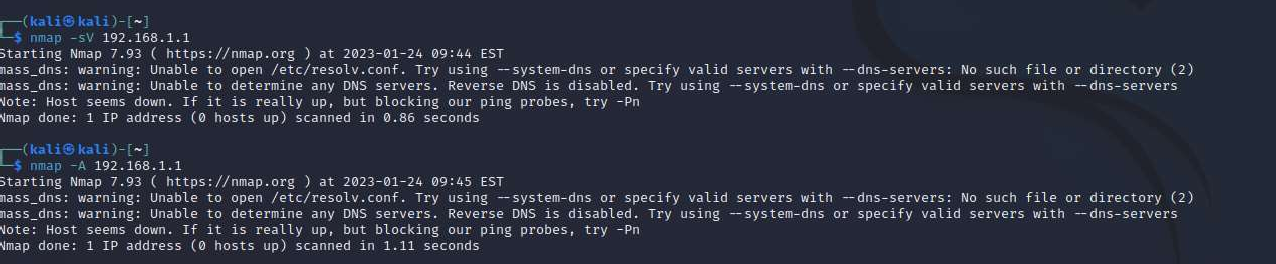 ┌──(kali㉿kali)-[~]
└─$ nmap -sV 192.168.1.1
Starting Nmap 7.93 ( https://nmap.org ) at 2023-01-24 09:44 EST
mass_dns: warning: Unable to open /etc/resolv.conf. Try using --system-dns or specify valid servers with --dns-servers: No such file or directory (2)
mass_dns: warning: Unable to determine any DNS servers. Reverse DNS is disabled. Try using --system-dns or specify valid servers with --dns-servers
Note: Host seems down. If it is really up, but blocking our ping probes, try -Pn
Nmap done: 1 IP address (0 hosts up) scanned in 0.86 seconds
┌──(kali㉿kali)-[~]
└─$ nmap -A 192.168.1.1
Starting Nmap 7.93 ( https://nmap.org ) at 2023-01-24 09:45 EST
mass_dns: warning: Unable to open /etc/resolv.conf. Try using --system-dns or specify valid servers with --dns-servers: No such file or directory (2)
mass_dns: warning: Unable to determine any DNS servers. Reverse DNS is disabled. Try using --system-dns or specify valid servers with --dns-servers
Note: Host seems down. If it is really up, but blocking our ping probes, try -Pn
Nmap done: 1 IP address (0 hosts up) scanned in 1.11 seconds